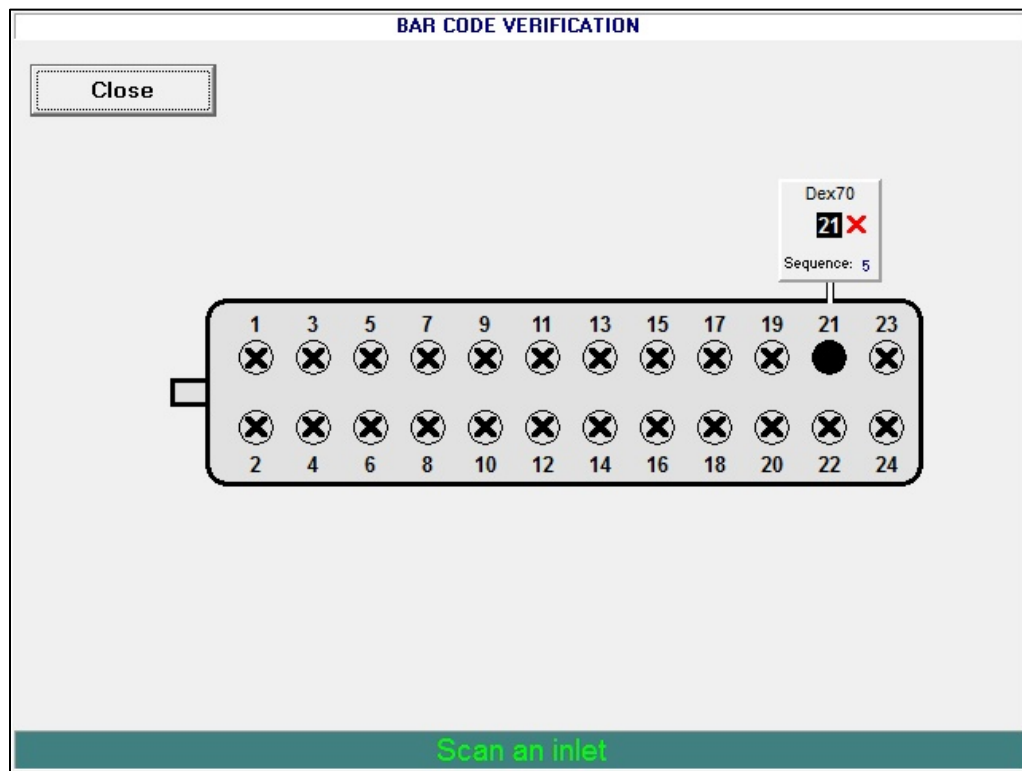 BAR CODE VERIFICATION
Close
Dex70
21
Sequence: 5
1 3 5 7 9 11 13 15 17 19 21 23
2 4 6 8 10 12 14 16 18 20 22 24
Scan an inlet